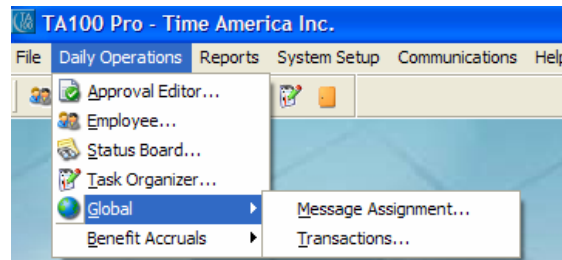 TA100 Pro - Time America Inc.
File Daily Operations Reports System Setup Communications Help
Approval Editor...
Employee...
Status Board...
Task Organizer...
Global Message Assignment...
Benefit Accruals Transactions...